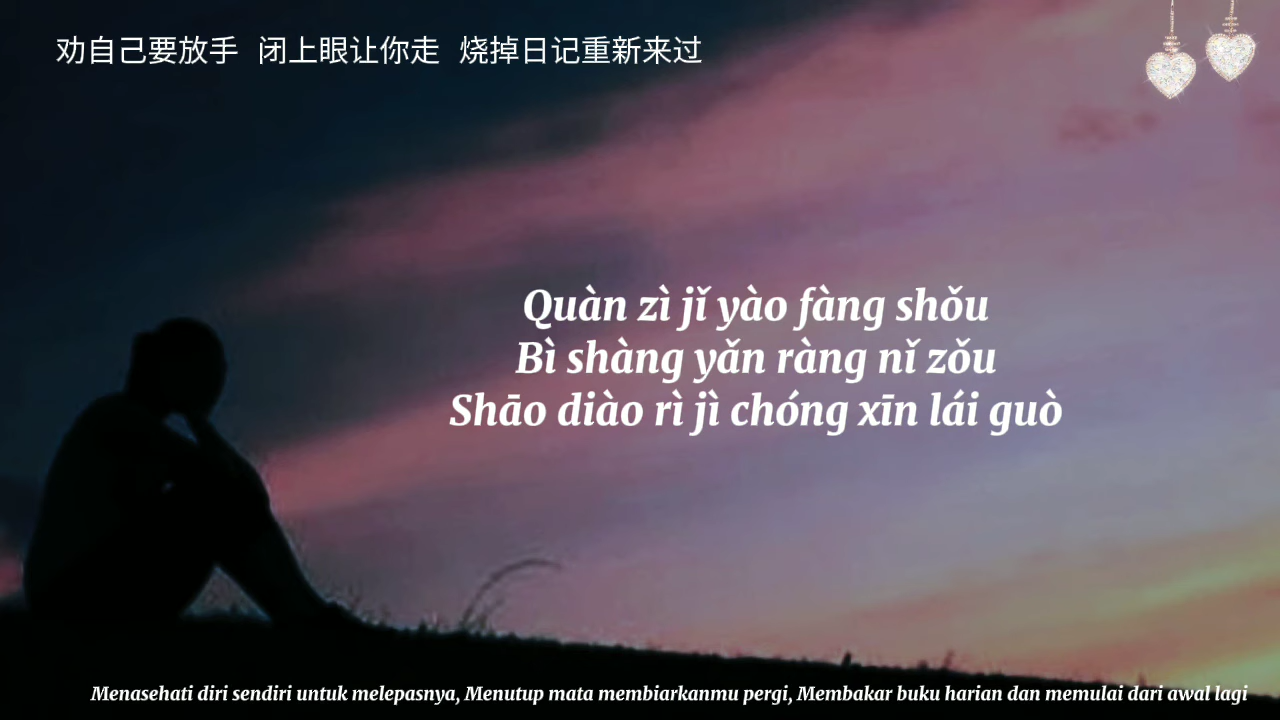 劝自己要放手 闭上眼让你走 烧掉日记重新来过
Quàn zì jǐ yào fàng shǒu
Bì shàng yǎn ràng nǐ zǒu
Shāo diào rì jì chóng xīn lái guò
Menasehati diri sendiri untuk melepasnya, Menutup mata membiarkanmu pergi, Membakar buku harian dan memulai dari awal lagi